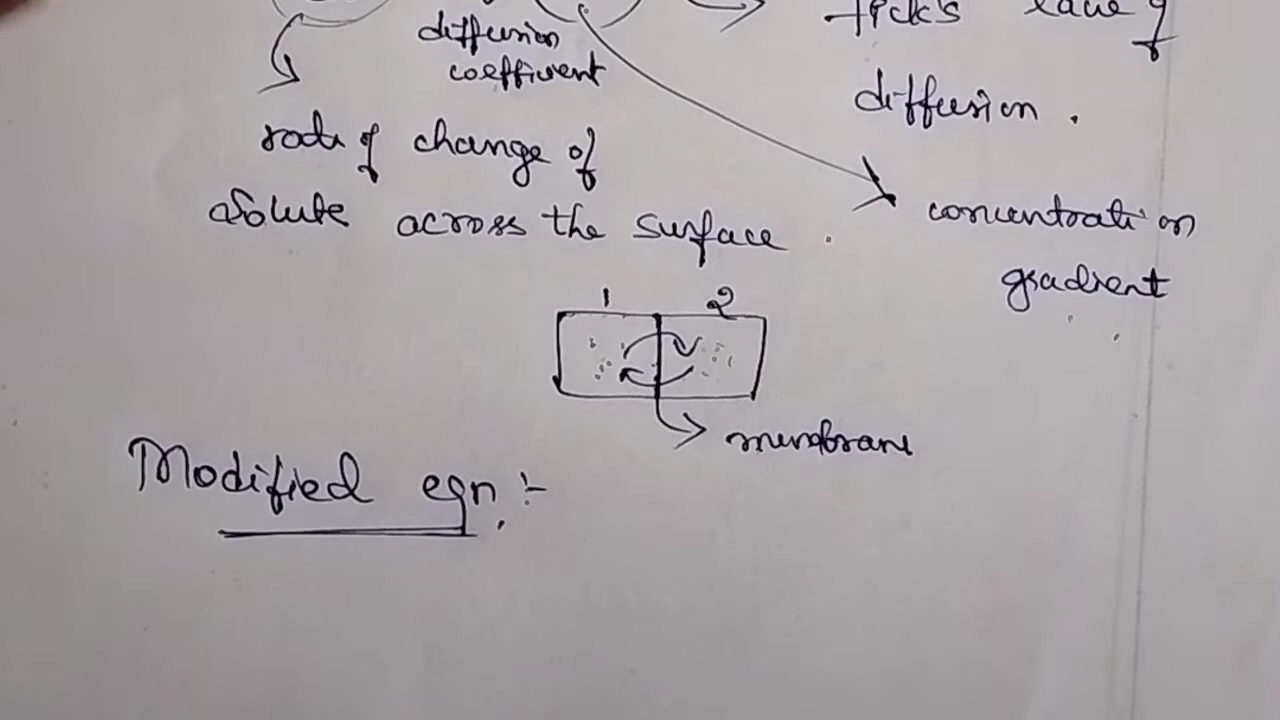 Fick's law of
diffusion
coefficient
diffusion.
rate of change of
solute across the surface.
concentration
gradient
1 2
membrane
Modified eqn :-